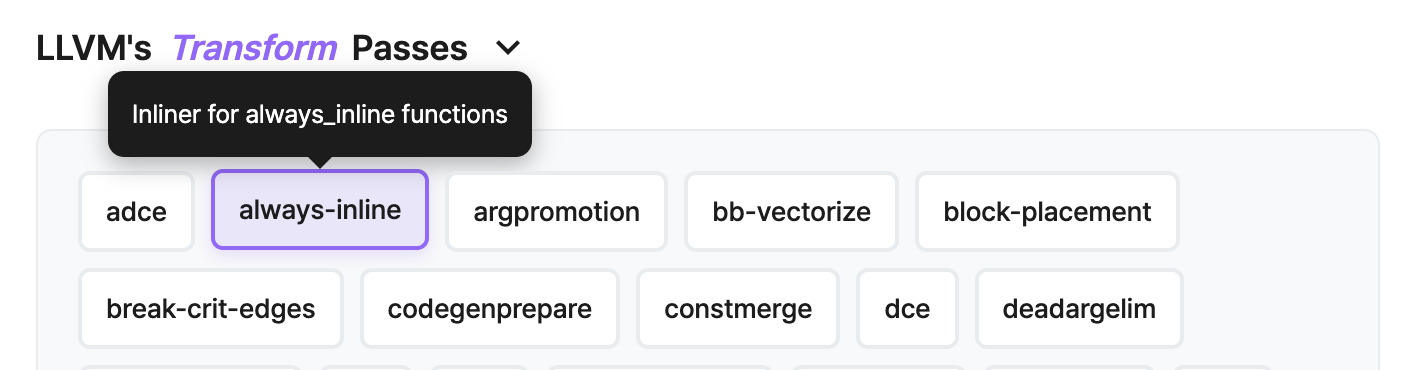 LLVM's Transform Passes
Inliner for always_inline functions
adce always-inline argpromotion bb-vectorize block-placement
break-crit-edges codegenprepare constmerge dce deadargelim